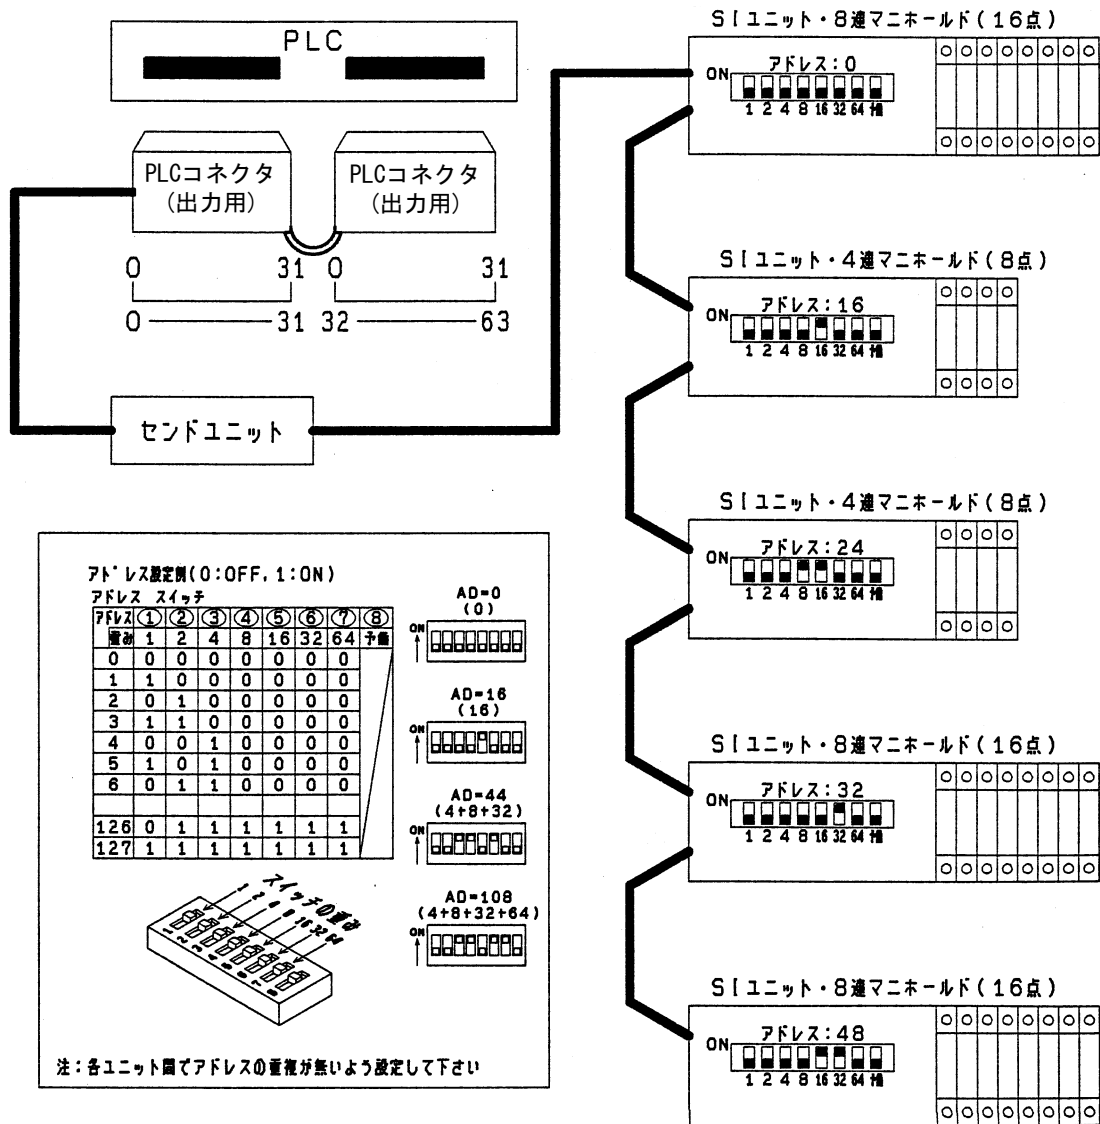 PLC
PLCコネクタ
(出力用)
PLCコネクタ
(出力用)
0 31 0 31
0 31 32 63
センドユニット
SIユニット・8連マニホールド(16点)
アドレス:0
ON
1 2 4 8 16 32 64 予備
SIユニット・4連マニホールド(8点)
アドレス:16
ON
1 2 4 8 16 32 64 予備
SIユニット・4連マニホールド(8点)
アドレス:24
ON
1 2 4 8 16 32 64 予備
SIユニット・8連マニホールド(16点)
アドレス:32
ON
1 2 4 8 16 32 64 予備
SIユニット・8連マニホールド(16点)
アドレス:48
ON
1 2 4 8 16 32 64 予備
アドレス設定例(0:OFF, 1:ON)
アドレス スイッチ
アドレス ① ② ③ ④ ⑤ ⑥ ⑦ ⑧
重み 1 2 4 8 16 32 64 予備
0 0 0 0 0 0 0 0
1 1 0 0 0 0 0 0
2 0 1 0 0 0 0 0
3 1 1 0 0 0 0 0
4 0 0 1 0 0 0 0
5 1 0 1 0 0 0 0
6 0 1 1 0 0 0 0
126 0 1 1 1 1 1 1
127 1 1 1 1 1 1 1
AD=0
(0)
ON
AD=16
(16)
ON
AD=44
(4+8+32)
ON
AD=108
(4+8+32+64)
ON
スイッチの重み
1 2 4 8 16 32 64
1 2 3 4 5 6 7 8
注:各ユニット間でアドレスの重複が無いよう設定して下さい